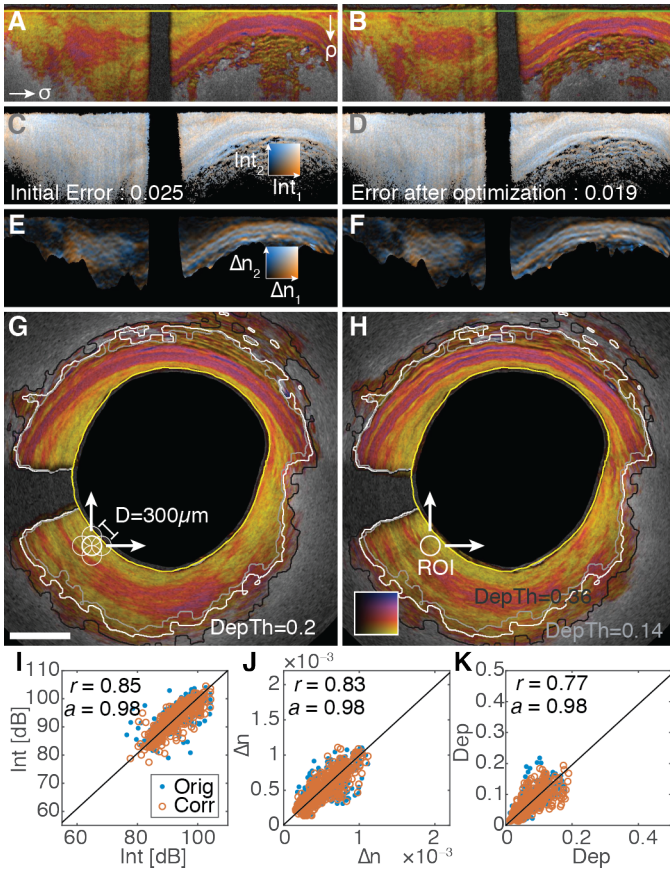 A
B
ρ
σ
C
D
Int₂
Int₁
Initial Error : 0.025
Error after optimization : 0.019
E
F
Δn₂
Δn₁
G
H
D=300μm
ROI
DepTh=0.36
DepTh=0.2
DepTh=0.14
I
J
K
110
100
90
80
70
60
Int [dB]
r = 0.85
a = 0.98
Orig
Corr
60 80 100
Int [dB]
×10⁻³
2
1.5
1
0.5
0
Δn
r = 0.83
a = 0.98
0 1 2
Δn ×10⁻³
0.5
0.4
0.3
0.2
0.1
0
Dep
r = 0.77
a = 0.98
0 0.2 0.4
Dep